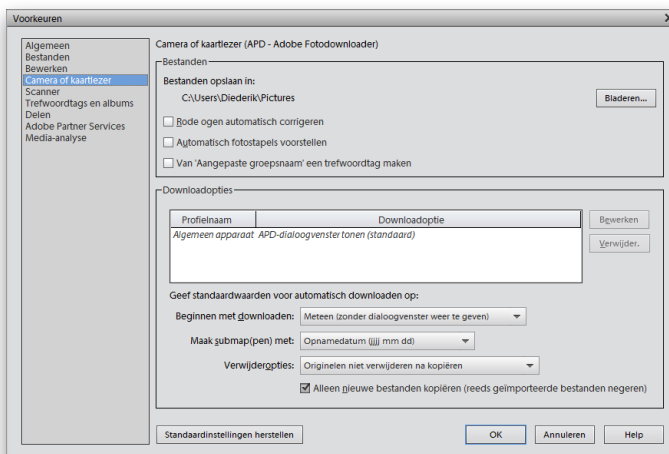 Voorkeuren
Algemeen
Bestanden
Bewerken
Camera of kaartlezer
Scanner
Trefwoordtags en albums
Delen
Adobe Partner Services
Media-analyse
Camera of kaartlezer (APD - Adobe Fotodownloader)
Bestanden
Bestanden opslaan in:
C:\Users\Diederik\Pictures
Bladeren...
Rode ogen automatisch corrigeren
Automatisch fotostapels voorstellen
Van 'Aangepaste groepsnaam' een trefwoordtag maken
Downloadopties
Profielnaam Downloadoptie
Algemeen apparaat APD-dialoogvenster tonen (standaard)
Bewerken
Verwijder.
Geef standaardwaarden voor automatisch downloaden op:
Beginnen met downloaden: Meteen (zonder dialoogvenster weer te geven)
Maak submap(pen) met: Opnamedatum (jjjj mm dd)
Verwijderopties: Originelen niet verwijderen na kopiëren
Alleen nieuwe bestanden kopiëren (reeds geïmporteerde bestanden negeren)
Standaardinstellingen herstellen OK Annuleren Help